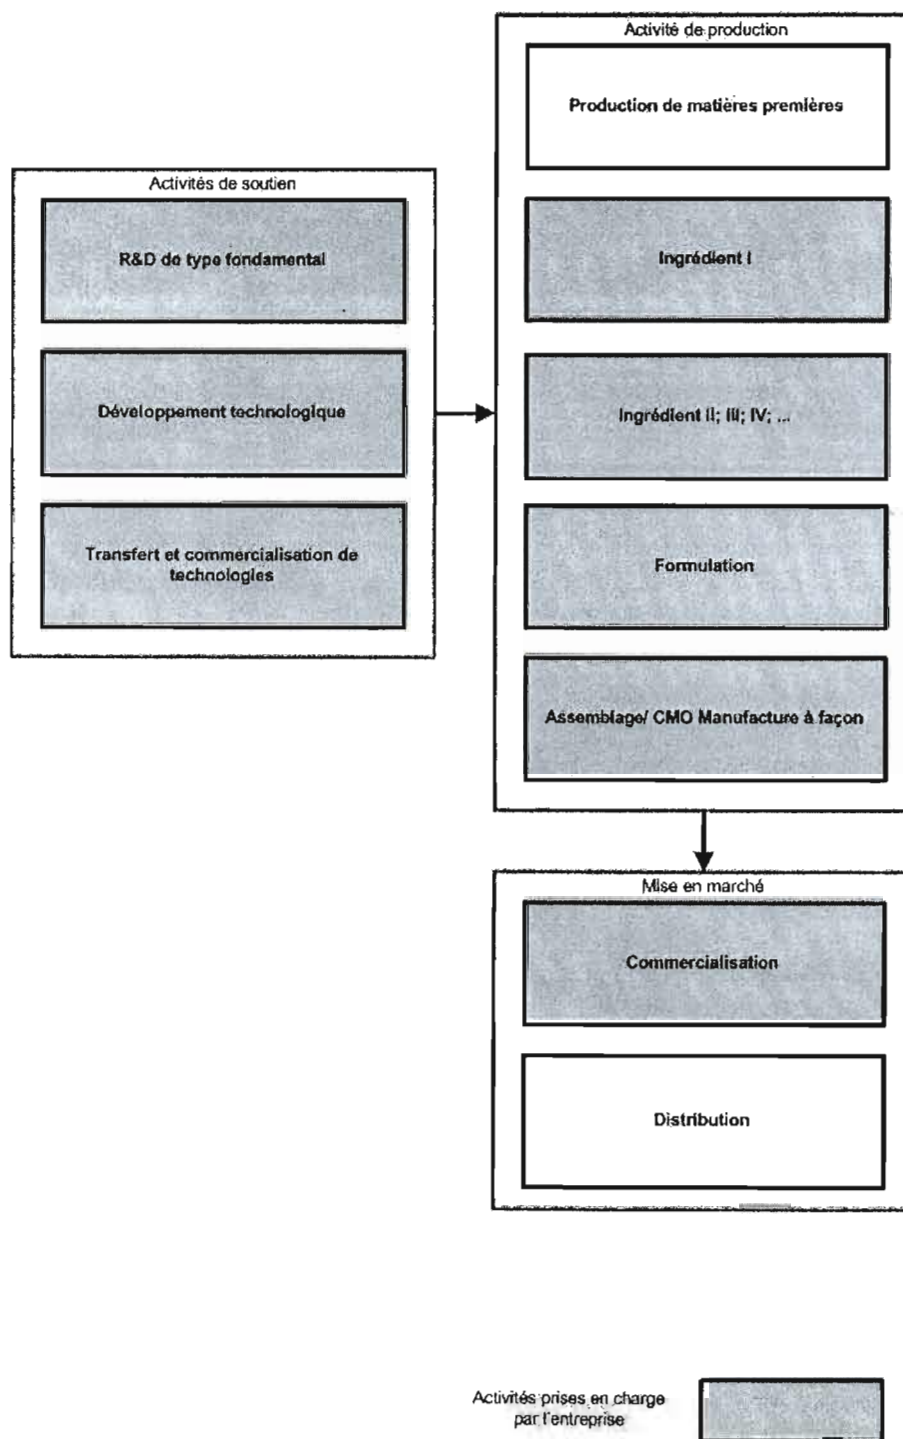 Activité de production
Production de matières premières
Activités de soutien
R&D de type fondamental
Ingrédient I
Développement technologique
Ingrédient II; III; IV; ...
Transfert et commercialisation de
technologies
Formulation
Assemblage/ CMO Manufacture à façon
Mise en marché
Commercialisation
Distribution
Activités prises en charge
par l'entreprise